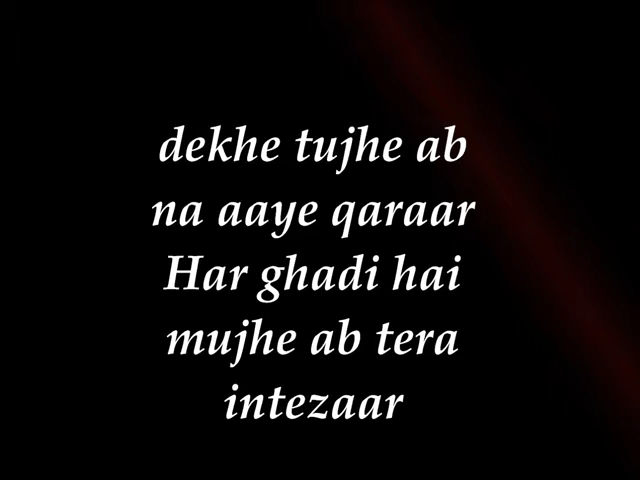 dekhe tujhe ab
na aaye qaraar
Har ghadi hai
mujhe ab tera
intezaar